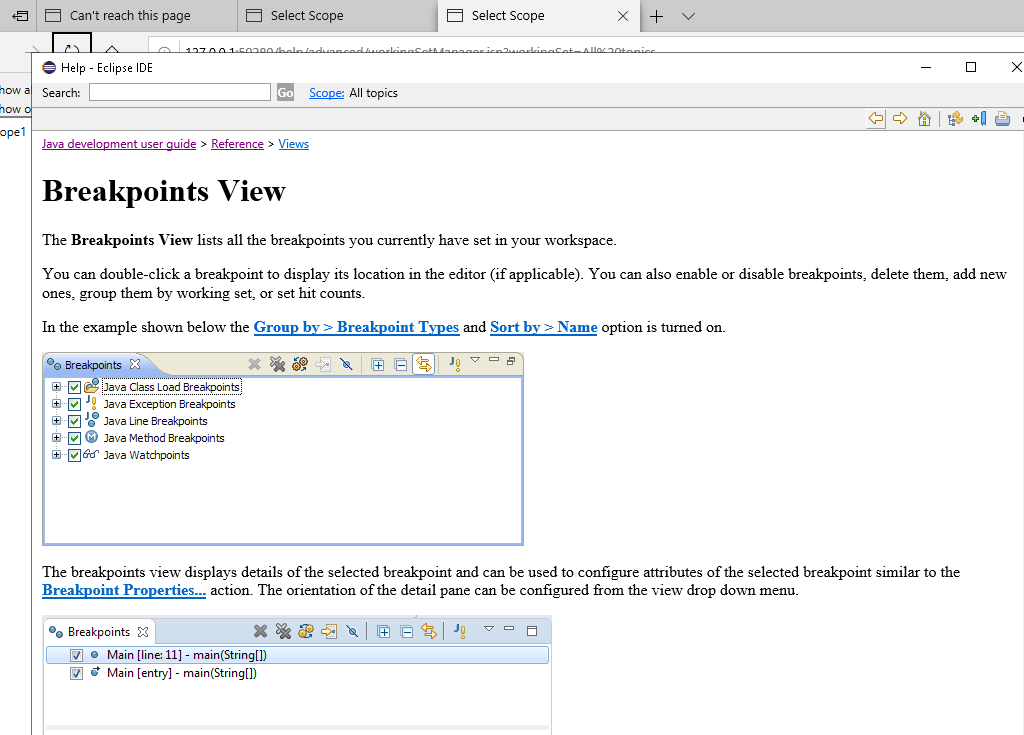 Can't reach this page
Select Scope
Select Scope
127.0.0.1:50280/help/advanced/workingSetManager.jsp?workingSet=All%20topics
how a
how o
ope1
Help - Eclipse IDE
Search: Go Scope: All topics
Java development user guide > Reference > Views
Breakpoints View
The Breakpoints View lists all the breakpoints you currently have set in your workspace.
You can double-click a breakpoint to display its location in the editor (if applicable). You can also enable or disable breakpoints, delete them, add new
ones, group them by working set, or set hit counts.
In the example shown below the Group by > Breakpoint Types and Sort by > Name option is turned on.
Breakpoints
Java Class Load Breakpoints
Java Exception Breakpoints
Java Line Breakpoints
Java Method Breakpoints
Java Watchpoints
The breakpoints view displays details of the selected breakpoint and can be used to configure attributes of the selected breakpoint similar to the
Breakpoint Properties... action. The orientation of the detail pane can be configured from the view drop down menu.
Breakpoints
Main [line: 11] - main(String[])
Main [entry] - main(String[])